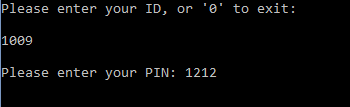 Please enter your ID, or '0' to exit:
1009
Please enter your PIN: 1212